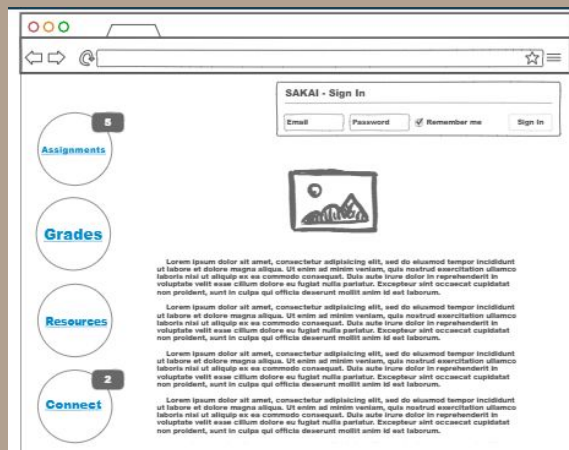 SAKAI - Sign In
Email Password Remember me Sign In
5
Assignments
Grades
Resources
2
Connect
Lorem ipsum dolor sit amet, consectetur adipisicing elit, sed do eiusmod tempor incididunt
ut labore et dolore magna aliqua. Ut enim ad minim veniam, quis nostrud exercitation ullamco
laboris nisi ut aliquip ex ea commodo consequat. Duis aute irure dolor in reprehenderit in
voluptate velit esse cillum dolore eu fugiat nulla pariatur. Excepteur sint occaecat cupidatat
non proident, sunt in culpa qui officia deserunt mollit anim id est laborum.
Lorem ipsum dolor sit amet, consectetur adipisicing elit, sed do eiusmod tempor incididunt
ut labore et dolore magna aliqua. Ut enim ad minim veniam, quis nostrud exercitation ullamco
laboris nisi ut aliquip ex ea commodo consequat. Duis aute irure dolor in reprehenderit in
voluptate velit esse cillum dolore eu fugiat nulla pariatur. Excepteur sint occaecat cupidatat
non proident, sunt in culpa qui officia deserunt mollit anim id est laborum.
Lorem ipsum dolor sit amet, consectetur adipisicing elit, sed do eiusmod tempor incididunt
ut labore et dolore magna aliqua. Ut enim ad minim veniam, quis nostrud exercitation ullamco
laboris nisi ut aliquip ex ea commodo consequat. Duis aute irure dolor in reprehenderit in
voluptate velit esse cillum dolore eu fugiat nulla pariatur. Excepteur sint occaecat cupidatat
non proident, sunt in culpa qui officia deserunt mollit anim id est laborum.
Lorem ipsum dolor sit amet, consectetur adipisicing elit, sed do eiusmod tempor incididunt
ut labore et dolore magna aliqua. Ut enim ad minim veniam, quis nostrud exercitation ullamco
laboris nisi ut aliquip ex ea commodo consequat. Duis aute irure dolor in reprehenderit in
voluptate velit esse cillum dolore eu fugiat nulla pariatur. Excepteur sint occaecat cupidatat
non proident, sunt in culpa qui officia deserunt mollit anim id est laborum.